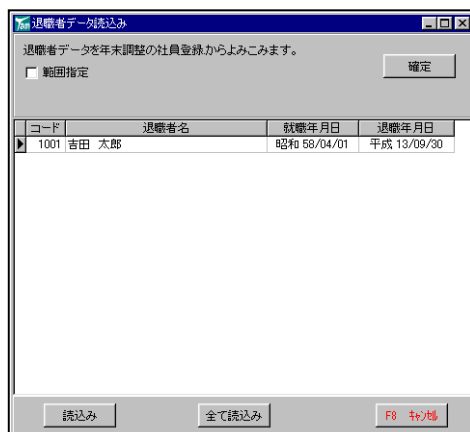 退職者データ読込み
退職者データを年末調整の社員登録からよみこみます。
範囲指定
確定
コード 退職者名 就職年月日 退職年月日
1001 吉田 太郎 昭和 58/04/01 平成 13/09/30
読込み 全て読込み F8 ｷｬﾝｾﾙ